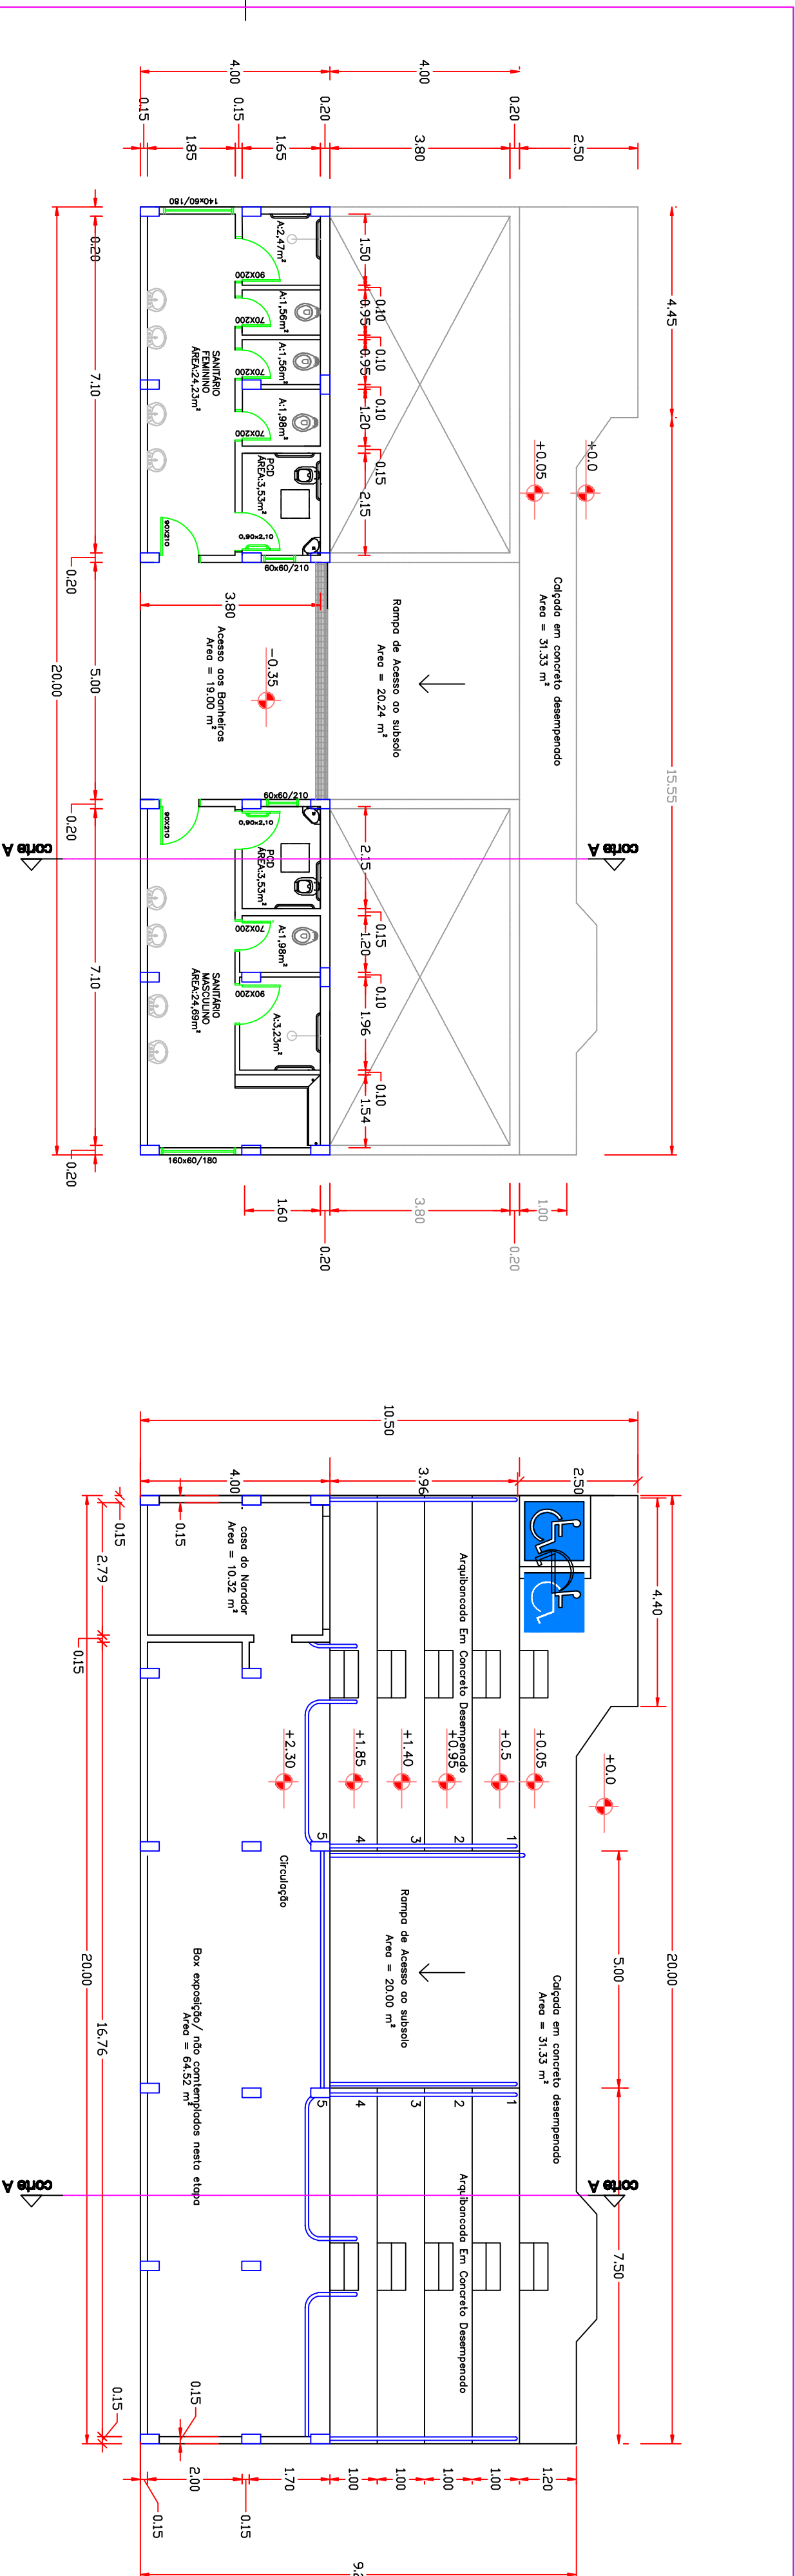 4.00
4.00
0.15
1.85
0.15
1.65
0.20
3.80
0.20
2.50
4.45
15.55
0.20
7.10
0.20
5.00
0.20
7.10
0.20
20.00
140x60/180
A:2,47m²
90X200
A:1,56m²
70X200
A:1,56m²
70X200
A:1,98m²
70X200
SANITÁRIO
FEMININO
ÁREA:24,23m²
PCD
ÁREA:3,53m²
0,90x2,10
90X210
60x60/210
1.50
0.10
0.95
0.10
0.95
0.10
1.20
0.15
2.15
+0.05
+0.0
3.80
Acesso aos Banheiros
Area = 19.00 m²
-0.35
Rampa de Acesso ao subsolo
Area = 20.24 m²
Calçada em concreto desempenado
Area = 31.33 m²
60x60/210
0,90x2,10
90X210
PCD
ÁREA:3,53m²
A:1,98m²
70X200
90X200
A:3,23m²
SANITÁRIO
MASCULINO
ÁREA:24,69m²
160x60/180
2.15
0.15
1.20
0.10
1.96
0.10
1.54
corte A
corte A
1.60
0.20
3.80
0.20
1.00
10.50
4.00
3.96
2.50
0.15
0.15
2.79
0.15
20.00
16.76
casa do Narador
Area = 10.32 m²
Arquibancada Em Concreto Desempenado
4.40
20.00
+2.30
+1.85
+1.40
+0.95
+0.5
+0.05
+0.0
5
4
3
2
1
Circulação
Rampa de Acesso ao subsolo
Area = 20.00 m²
Calçada em concreto desempenado
Area = 31.33 m²
5.00
Box exposição/ não comtemplados nesta etapa
Area = 64.52 m²
5
4
3
2
1
Arquibancada Em Concreto Desempenado
7.50
corte A
corte A
0.15
0.15
0.15
2.00
0.15
1.70
1.00
1.00
1.00
1.00
1.20